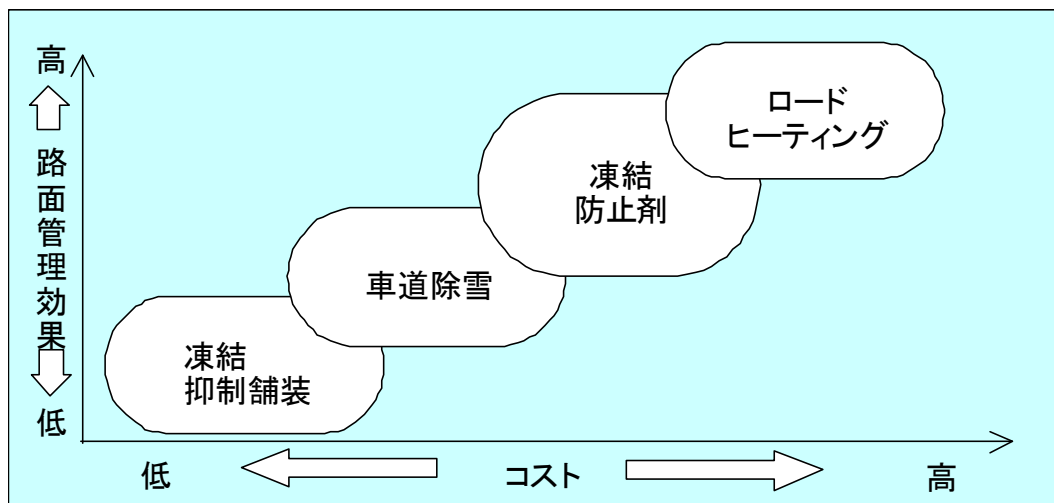 高
路面管理効果
低
ロード
ヒーティング
凍結
防止剤
車道除雪
凍結
抑制舗装
低
コスト
高